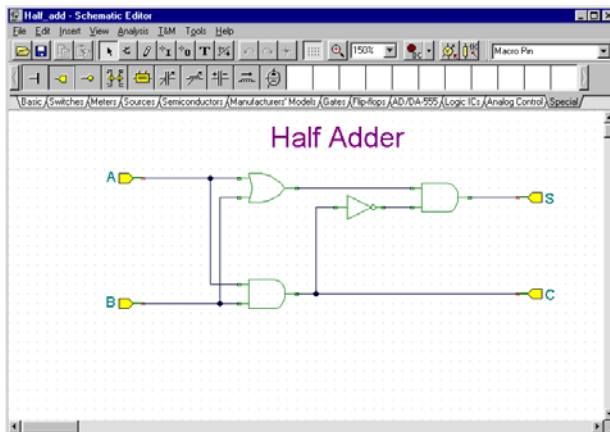 Half_add - Schematic Editor
File Edit Insert View Analysis T&M Tools Help
T 150% DC Macro Pin
Basic Switches Meters Sources Semiconductors Manufacturers' Models Gates Flip-flops AD/DA-555 Logic ICs Analog Control Special
Half Adder
A
S
B
C